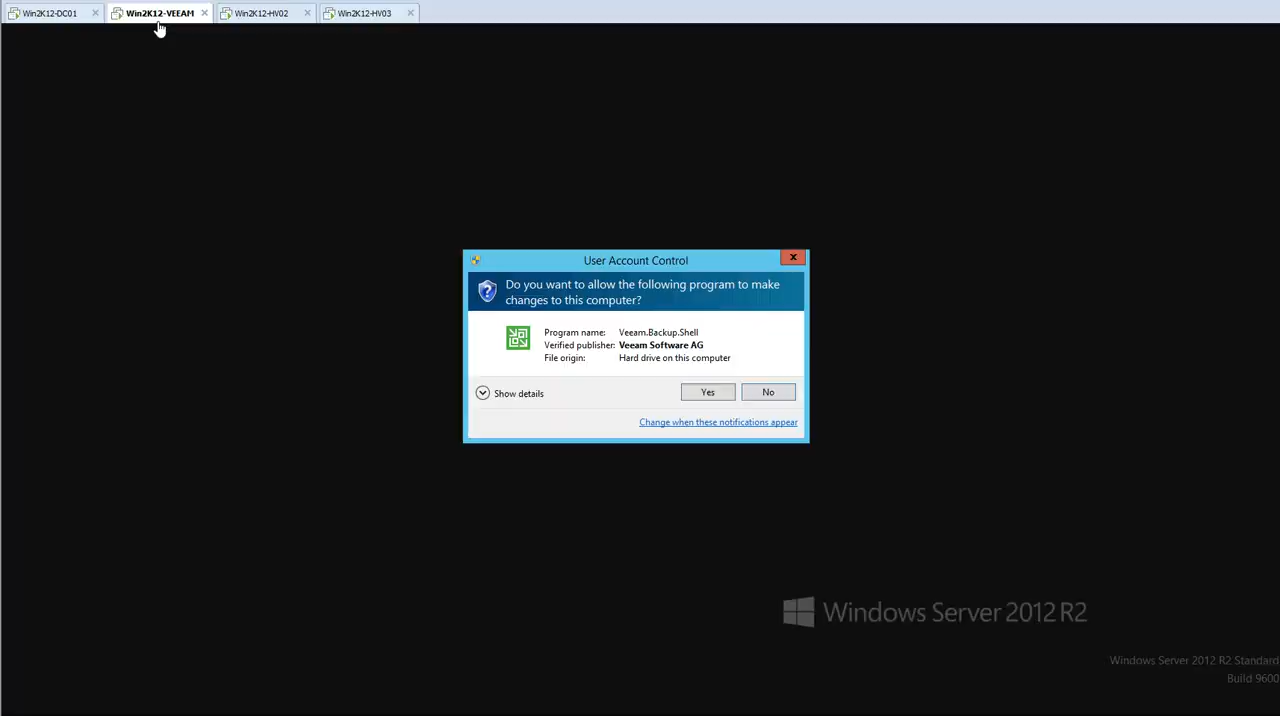 Win2K12-DC01
Win2K12-VEEAM
Win2K12-HV02
Win2K12-HV03
User Account Control
Do you want to allow the following program to make
changes to this computer?
Program name: Veeam.Backup.Shell
Verified publisher: Veeam Software AG
File origin: Hard drive on this computer
Show details
Yes
No
Change when these notifications appear
Windows Server 2012 R2
Windows Server 2012 R2 Standard
Build 9600